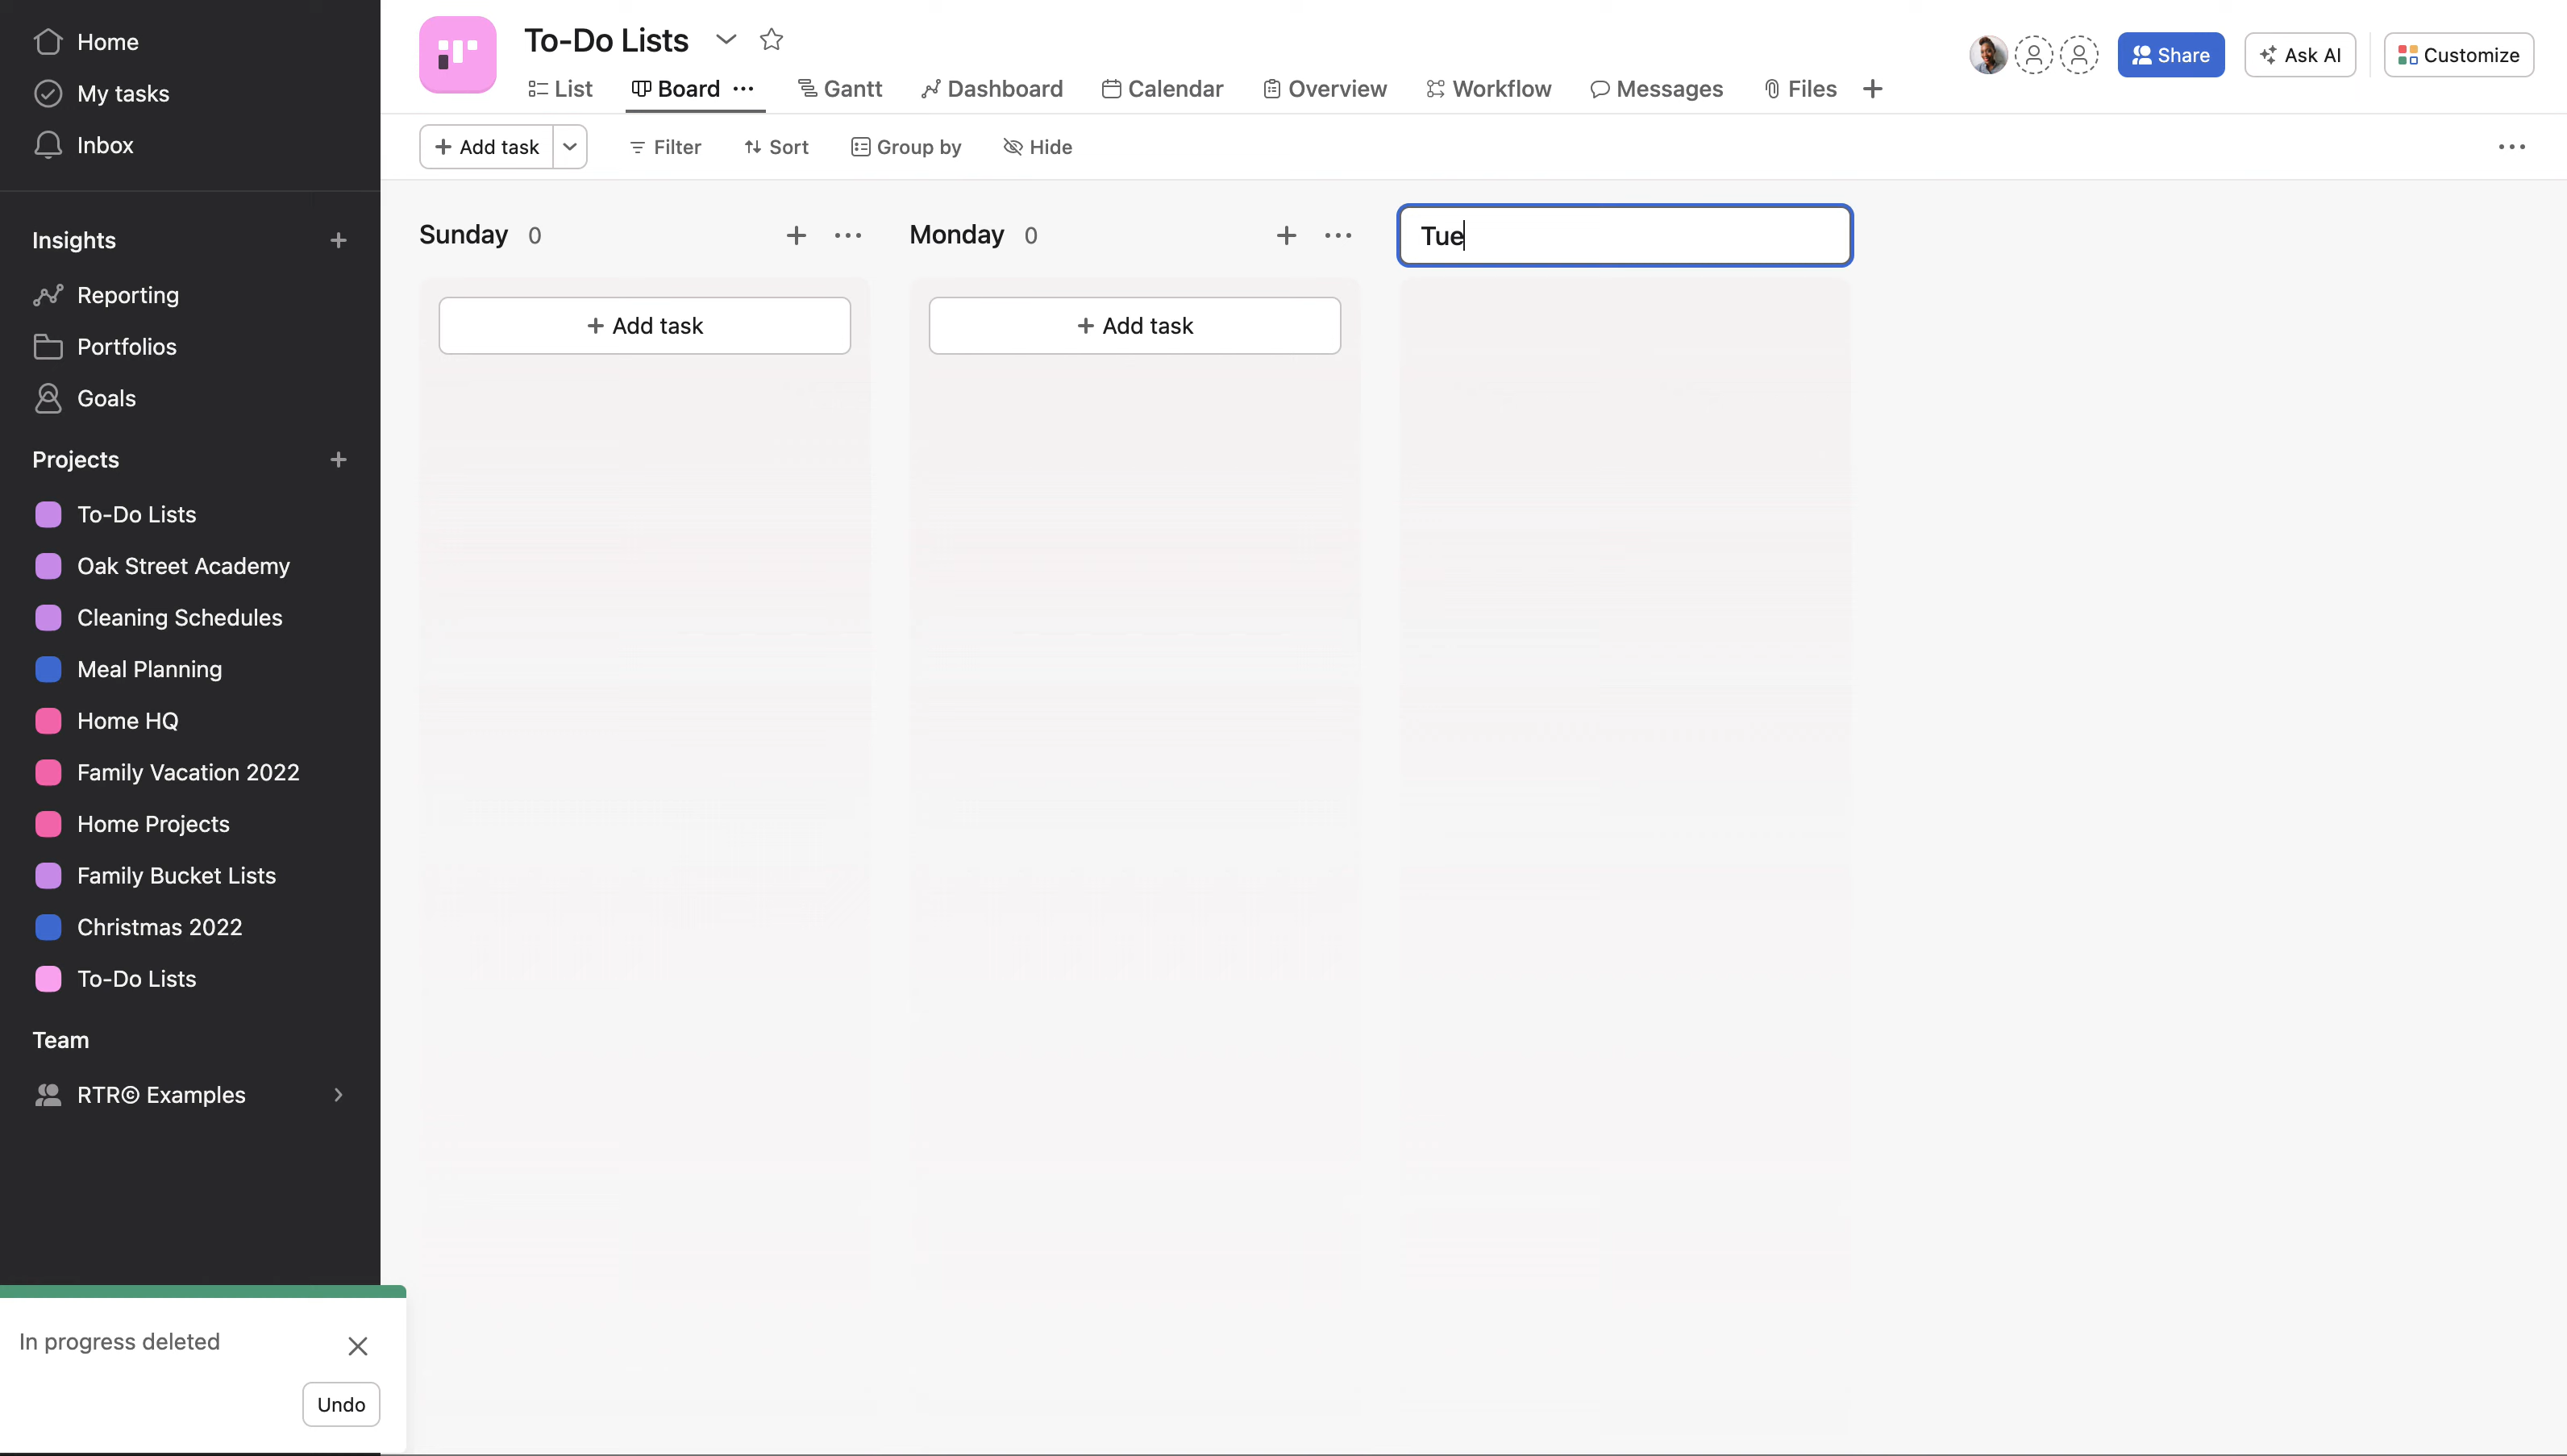 Home
My tasks
Inbox
Insights
Reporting
Portfolios
Goals
Projects
To-Do Lists
Oak Street Academy
Cleaning Schedules
Meal Planning
Home HQ
Family Vacation 2022
Home Projects
Family Bucket Lists
Christmas 2022
To-Do Lists
Team
RTR© Examples
In progress deleted
Undo
To-Do Lists
Share
Ask AI
Customize
List Board Gantt Dashboard Calendar Overview Workflow Messages Files
Add task Filter Sort Group by Hide
Sunday 0
Monday 0
Tue
Add task
Add task